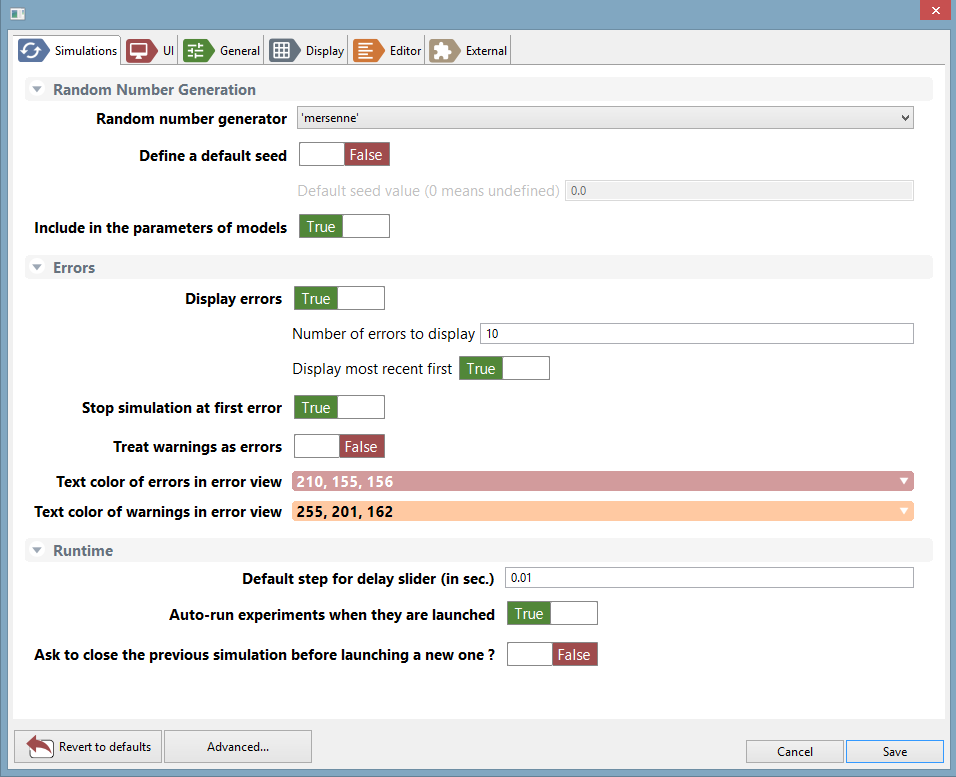 Simulations UI General Display Editor External
Random Number Generation
Random number generator 'mersenne'
Define a default seed False
Default seed value (0 means undefined) 0.0
Include in the parameters of models True
Errors
Display errors True
Number of errors to display 10
Display most recent first True
Stop simulation at first error True
Treat warnings as errors False
Text color of errors in error view 210, 155, 156
Text color of warnings in error view 255, 201, 162
Runtime
Default step for delay slider (in sec.) 0.01
Auto-run experiments when they are launched True
Ask to close the previous simulation before launching a new one ? False
Revert to defaults Advanced... Cancel Save